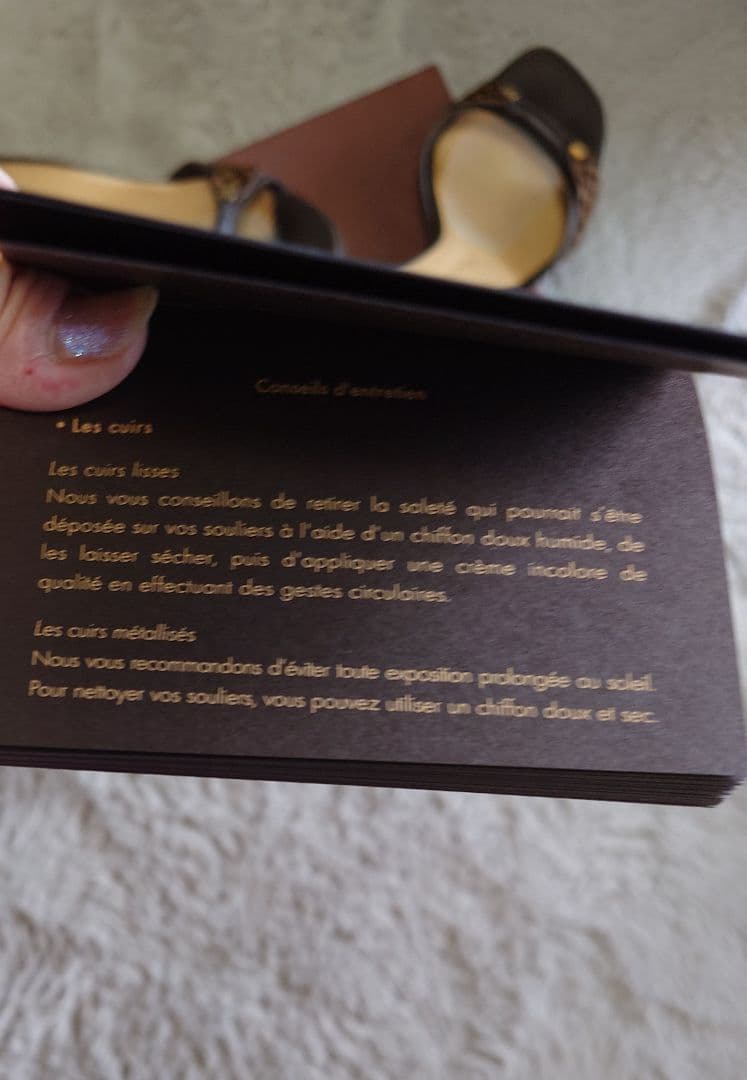 Conseils d'entretien
• Les cuirs
Les cuirs lisses
Nous vous conseillons de retirer la saleté qui pourrait s'être
déposée sur vos souliers à l'aide d'un chiffon doux humide, de
les laisser sécher, puis d'appliquer une crème incolore de
qualité en effectuant des gestes circulaires.
Les cuirs métallisés
Nous vous recommandons d'éviter toute exposition prolongée au soleil.
Pour nettoyer vos souliers, vous pouvez utiliser un chiffon doux et sec.